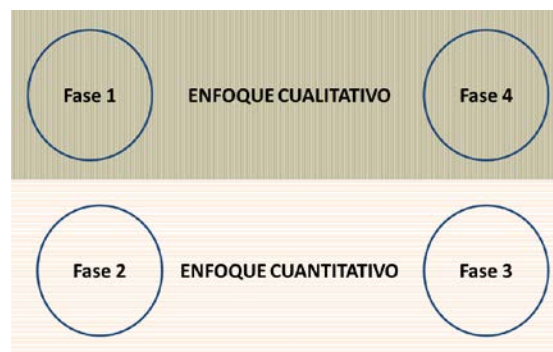 Fase 1
ENFOQUE CUALITATIVO
Fase 4
Fase 2
ENFOQUE CUANTITATIVO
Fase 3